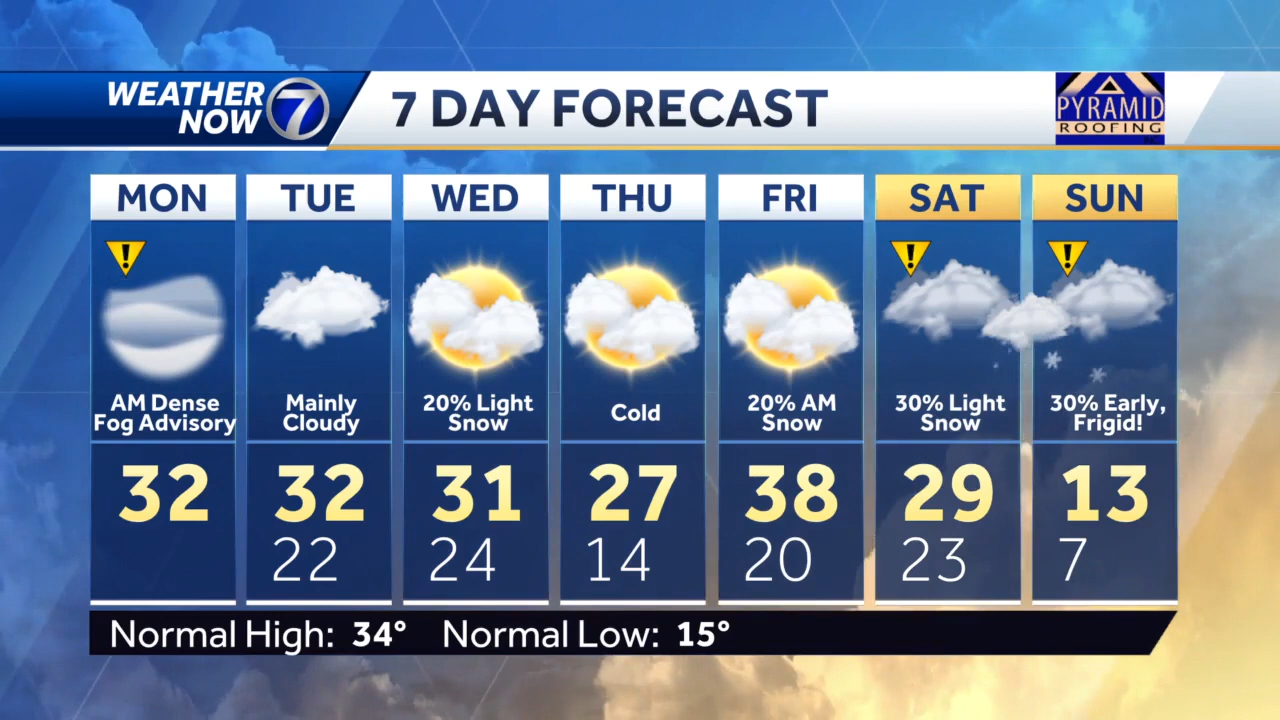 WEATHER
NOW 7
7 DAY FORECAST
PYRAMID
ROOFING
MON
TUE
WED
THU
FRI
SAT
SUN
!
!
!
AM Dense
Fog Advisory
Mainly
Cloudy
20% Light
Snow
Cold
20% AM
Snow
30% Light
Snow
30% Early,
Frigid!
32
32
31
27
38
29
13
22
24
14
20
23
7
Normal High: 34° Normal Low: 15°